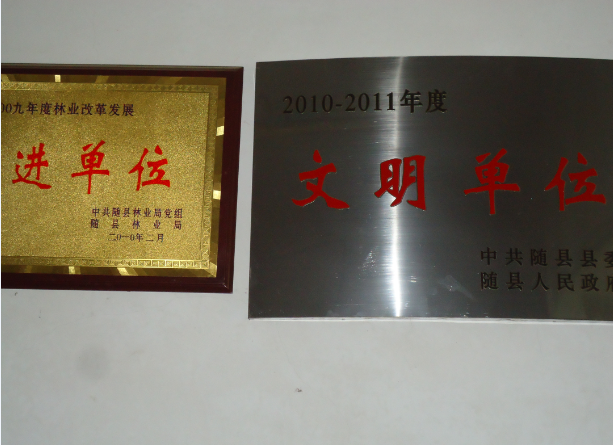 00九年度林业改革发展
进单位
中共随县林业局党组
随县林业局
二〇一〇年二月
2010-2011年度
文明单位
中共随县县委
随县人民政府